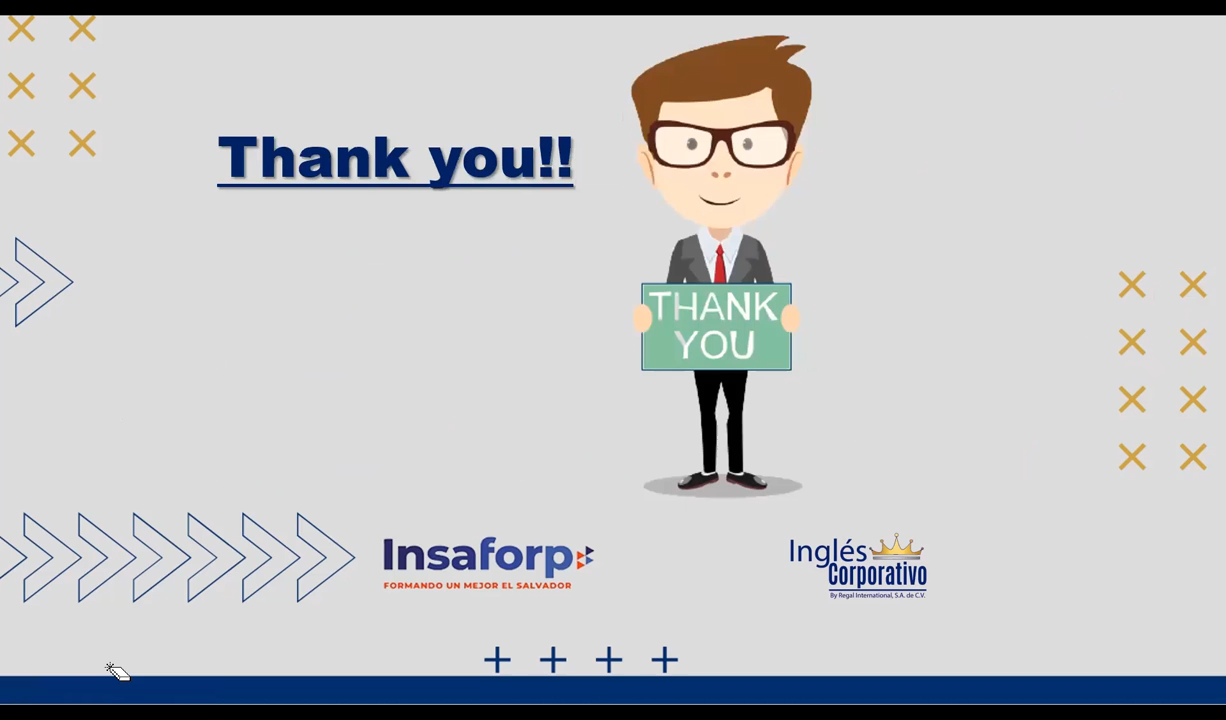 Thank you!!
THANK
YOU
Insaforp
FORMANDO UN MEJOR EL SALVADOR
Inglés
Corporativo
By Regal International, S.A. de C.V.